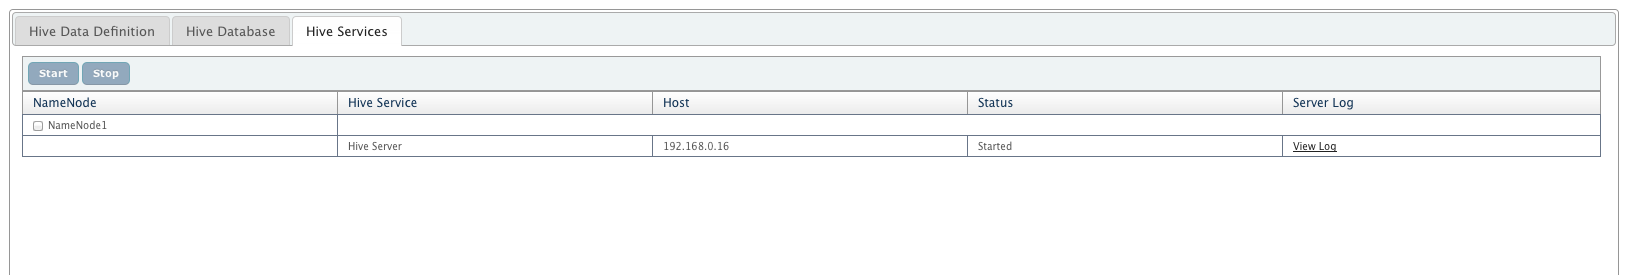 Hive Data Definition Hive Database Hive Services
Start Stop
NameNode Hive Service Host Status Server Log
NameNode1
Hive Server 192.168.0.16 Started View Log